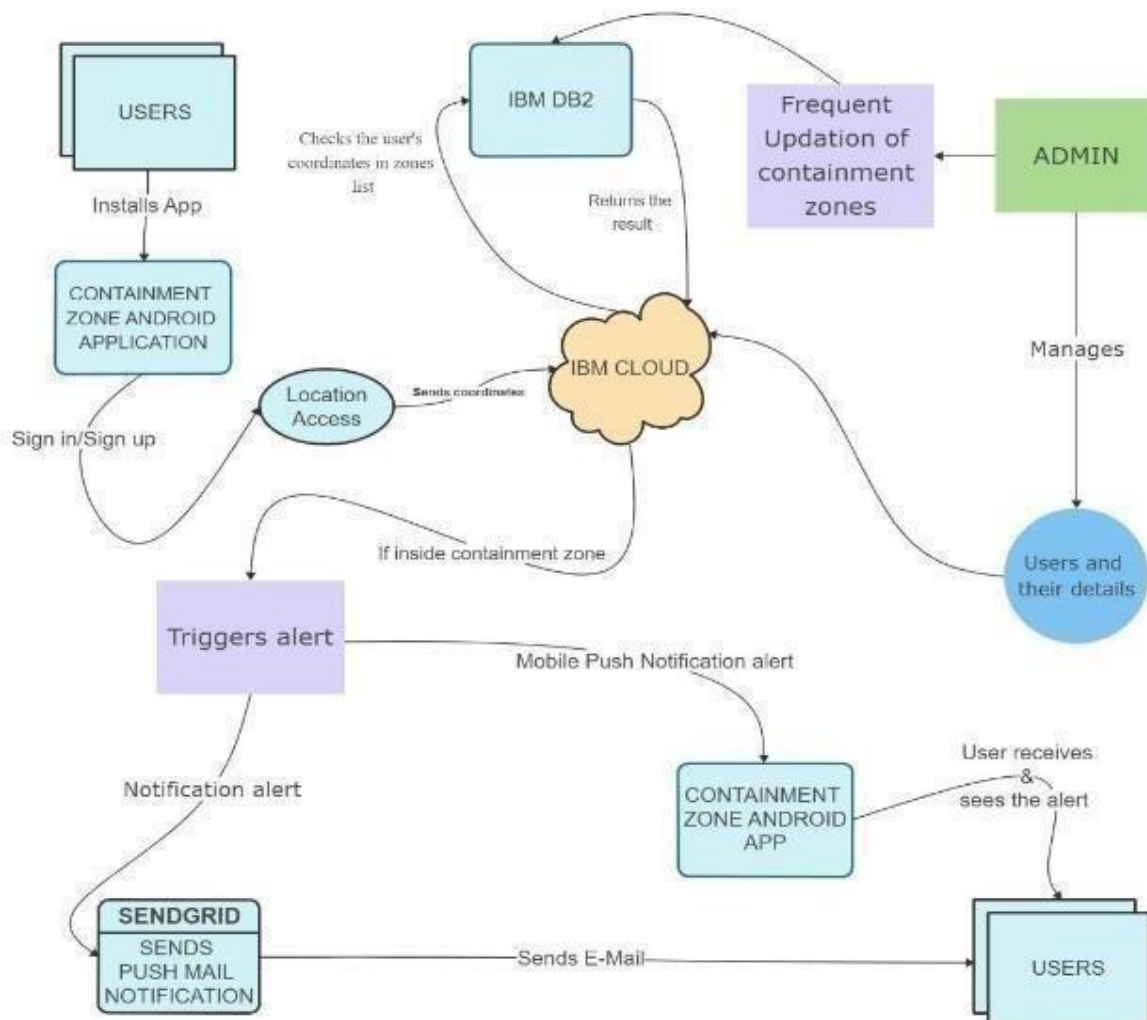 USERS
Installs App
CONTAINMENT
ZONE ANDROID
APPLICATION
Sign in/Sign up
Location
Access
Sends coordinates
IBM CLOUD
Checks the user's
coordinates in zones
list
IBM DB2
Returns the
result
Frequent
Updation of
containment
zones
ADMIN
Manages
Users and
their details
If inside containment zone
Triggers alert
Mobile Push Notification alert
Notification alert
CONTAINMENT
ZONE ANDROID
APP
User receives
&
sees the alert
SENDGRID
SENDS
PUSH MAIL
NOTIFICATION
Sends E-Mail
USERS